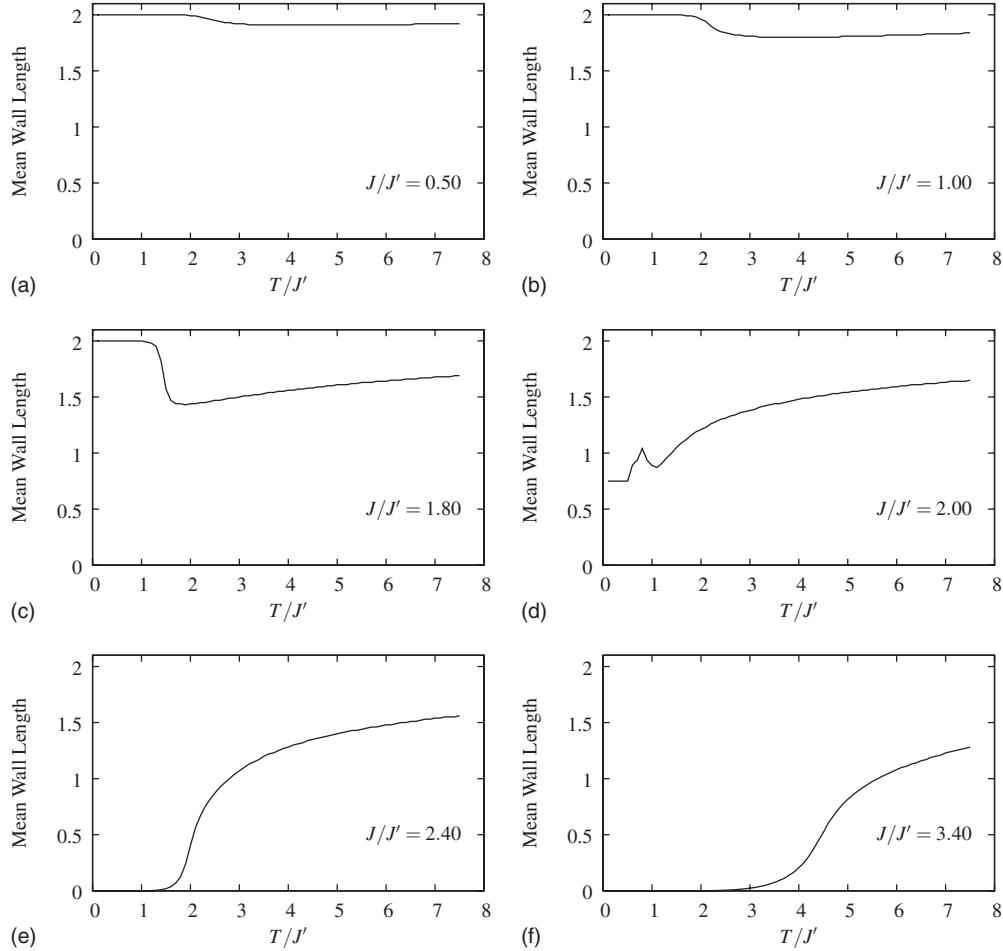 2
1.5
1
0.5
0
Mean Wall Length
J/J′ = 0.50
0 1 2 3 4 5 6 7 8
(a)
T/J′
2
1.5
1
0.5
0
Mean Wall Length
J/J′ = 1.00
0 1 2 3 4 5 6 7 8
(b)
T/J′
2
1.5
1
0.5
0
Mean Wall Length
J/J′ = 1.80
0 1 2 3 4 5 6 7 8
(c)
T/J′
2
1.5
1
0.5
0
Mean Wall Length
J/J′ = 2.00
0 1 2 3 4 5 6 7 8
(d)
T/J′
2
1.5
1
0.5
0
Mean Wall Length
J/J′ = 2.40
0 1 2 3 4 5 6 7 8
(e)
T/J′
2
1.5
1
0.5
0
Mean Wall Length
J/J′ = 3.40
0 1 2 3 4 5 6 7 8
(f)
T/J′